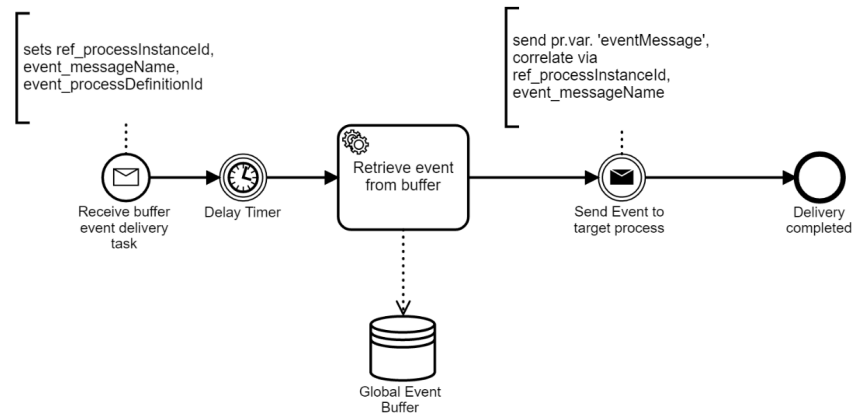 sets ref_processInstanceId,
event_messageName,
event_processDefinitionId
send pr.var. 'eventMessage',
correlate via
ref_processInstanceId,
event_messageName
Receive buffer
event delivery
task
Delay Timer
Retrieve event
from buffer
Send Event to
target process
Delivery
completed
Global Event
Buffer